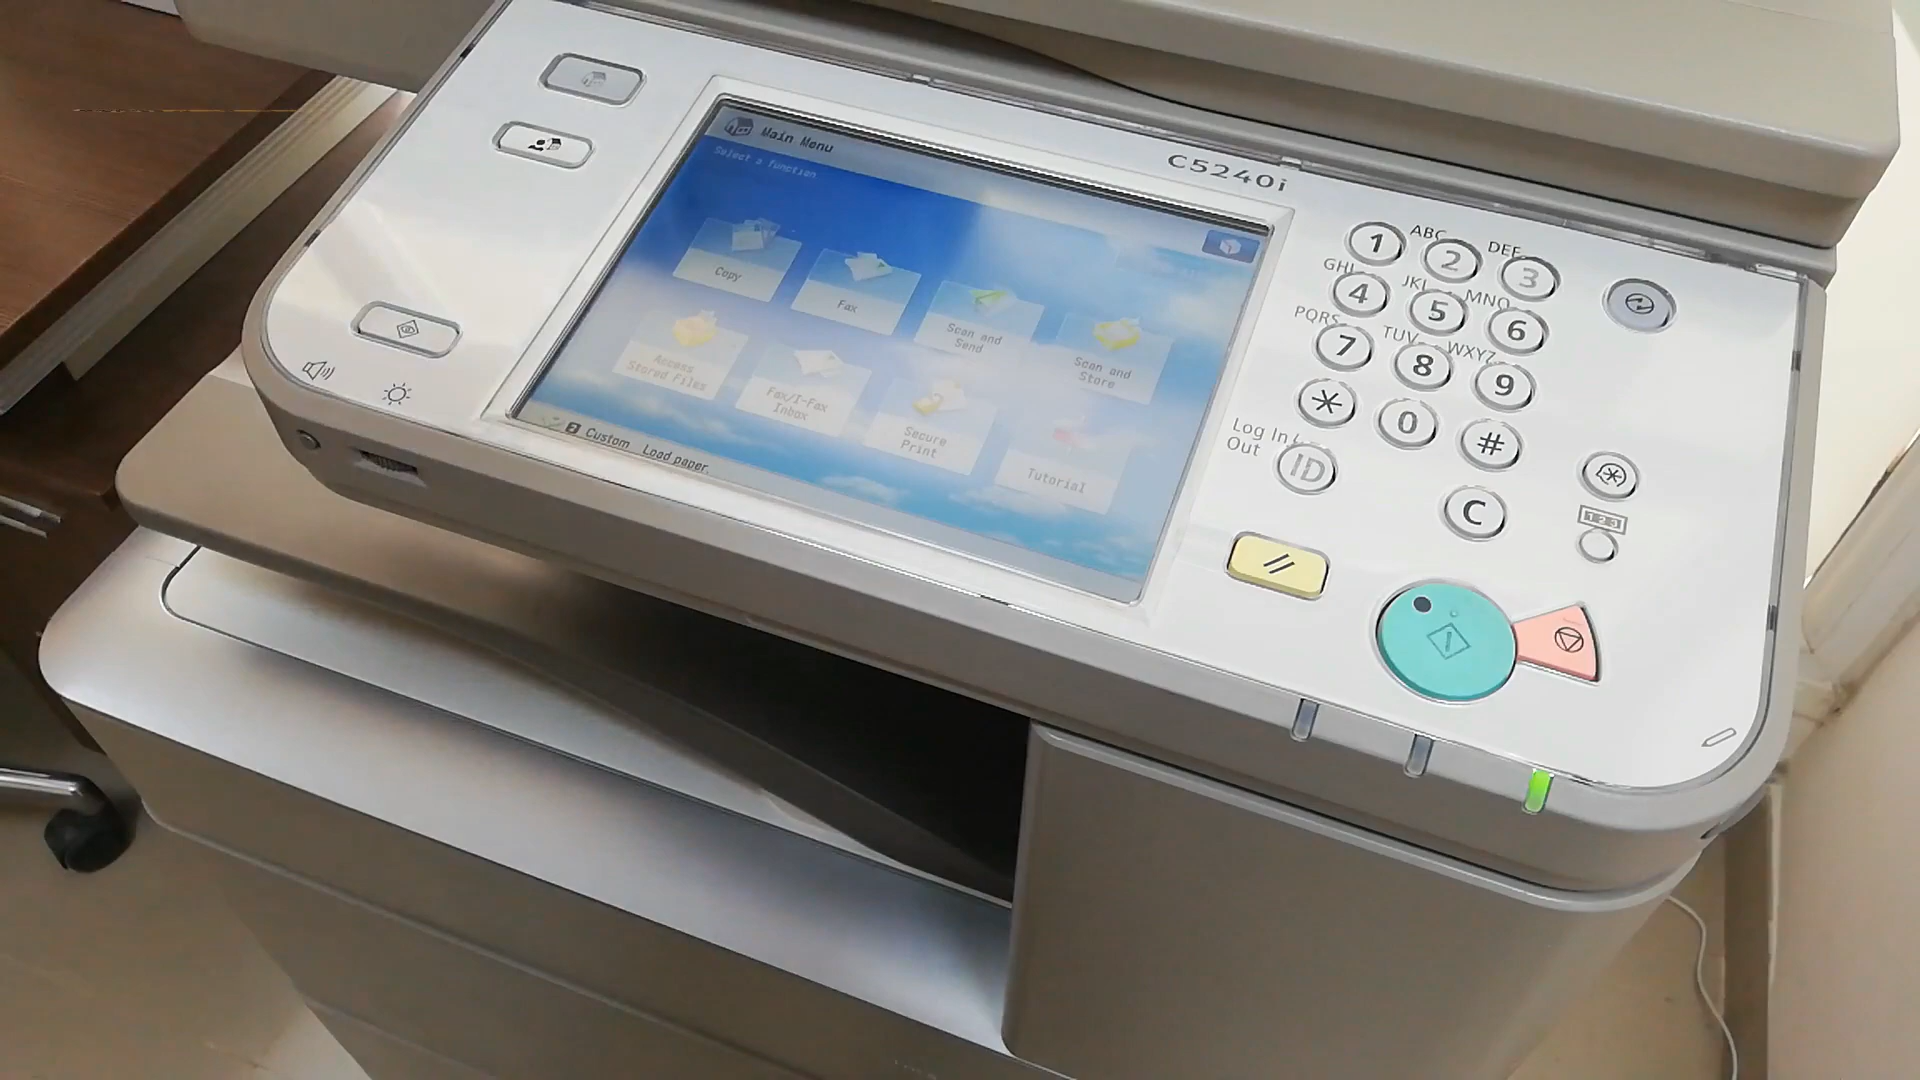 Main Menu
Select a function
C5240i
Copy
Fax
Scan and
Send
Scan and
Store
Access
Stored Files
Fax/I-Fax
Inbox
Secure
Print
Tutorial
2 Custom Load paper.
1 ABC 2 DEF 3
GHI 4 JKL 5 MNO 6
PQRS 7 TUV 8 WXYZ 9
* 0 #
Log In/
Out
ID
C
123